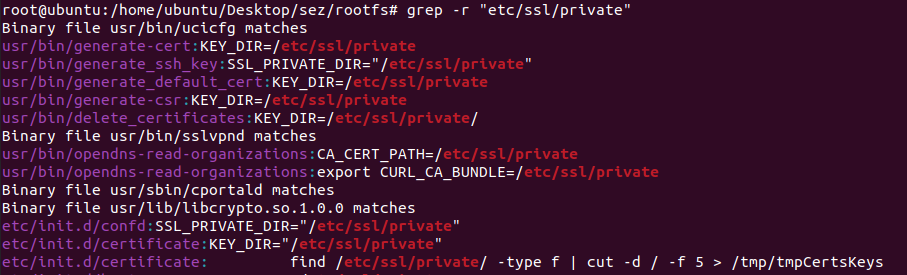 root@ubuntu:/home/ubuntu/Desktop/sez/rootfs# grep -r "etc/ssl/private"
Binary file usr/bin/ucicfg matches
usr/bin/generate-cert:KEY_DIR=/etc/ssl/private
usr/bin/generate_ssh_key:SSL_PRIVATE_DIR="/etc/ssl/private"
usr/bin/generate_default_cert:KEY_DIR=/etc/ssl/private
usr/bin/generate-csr:KEY_DIR=/etc/ssl/private
usr/bin/delete_certificates:KEY_DIR=/etc/ssl/private/
Binary file usr/bin/sslvpnd matches
usr/bin/opendns-read-organizations:CA_CERT_PATH=/etc/ssl/private
usr/bin/opendns-read-organizations:export CURL_CA_BUNDLE=/etc/ssl/private
Binary file usr/sbin/cportald matches
Binary file usr/lib/libcrypto.so.1.0.0 matches
etc/init.d/confd:SSL_PRIVATE_DIR="/etc/ssl/private"
etc/init.d/certificate:KEY_DIR="/etc/ssl/private"
etc/init.d/certificate:         find /etc/ssl/private/ -type f | cut -d / -f 5 > /tmp/tmpCertsKeys